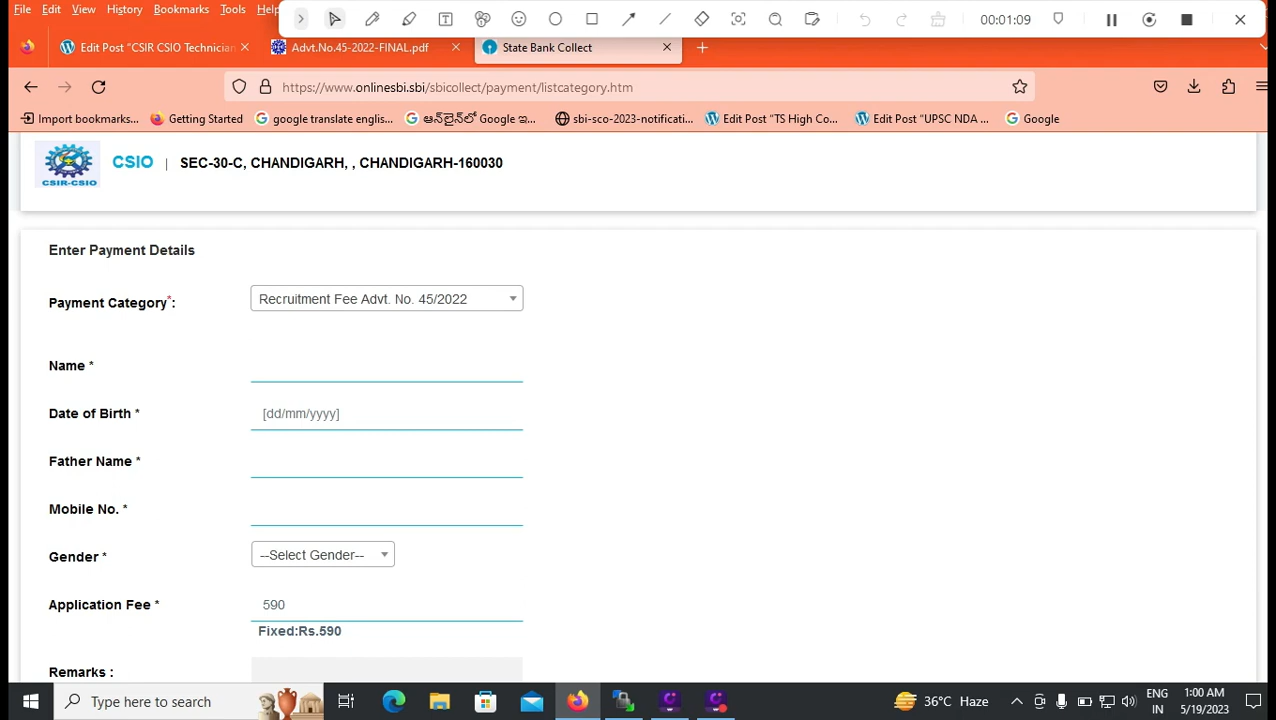 File Edit View History Bookmarks Tools Help
00:01:09
Edit Post “CSIR CSIO Technician
Advt.No.45-2022-FINAL.pdf
State Bank Collect
https://www.onlinesbi.sbi/sbicollect/payment/listcategory.htm
Import bookmarks... Getting Started google translate englis... ఆన్‌లైన్‌లో Google ఇ... sbi-sco-2023-notificati... Edit Post “TS High Co... Edit Post “UPSC NDA ... Google
CSIR-CSIO
CSIO | SEC-30-C, CHANDIGARH, , CHANDIGARH-160030
Enter Payment Details
Payment Category*: Recruitment Fee Advt. No. 45/2022
Name *
Date of Birth * [dd/mm/yyyy]
Father Name *
Mobile No. *
Gender * --Select Gender--
Application Fee * 590
Fixed:Rs.590
Remarks :
Type here to search
36°C Haze
ENG
IN
1:00 AM
5/19/2023